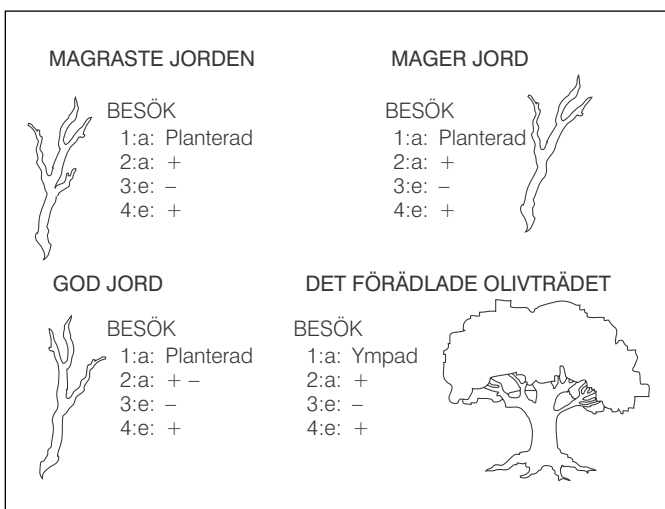 MAGRASTE JORDEN
BESÖK
1:a: Planterad
2:a: +
3:e: –
4:e: +
MAGER JORD
BESÖK
1:a: Planterad
2:a: +
3:e: –
4:e: +
GOD JORD
BESÖK
1:a: Planterad
2:a: + –
3:e: –
4:e: +
DET FÖRÄDLADE OLIVTRÄDET
BESÖK
1:a: Ympad
2:a: +
3:e: –
4:e: +